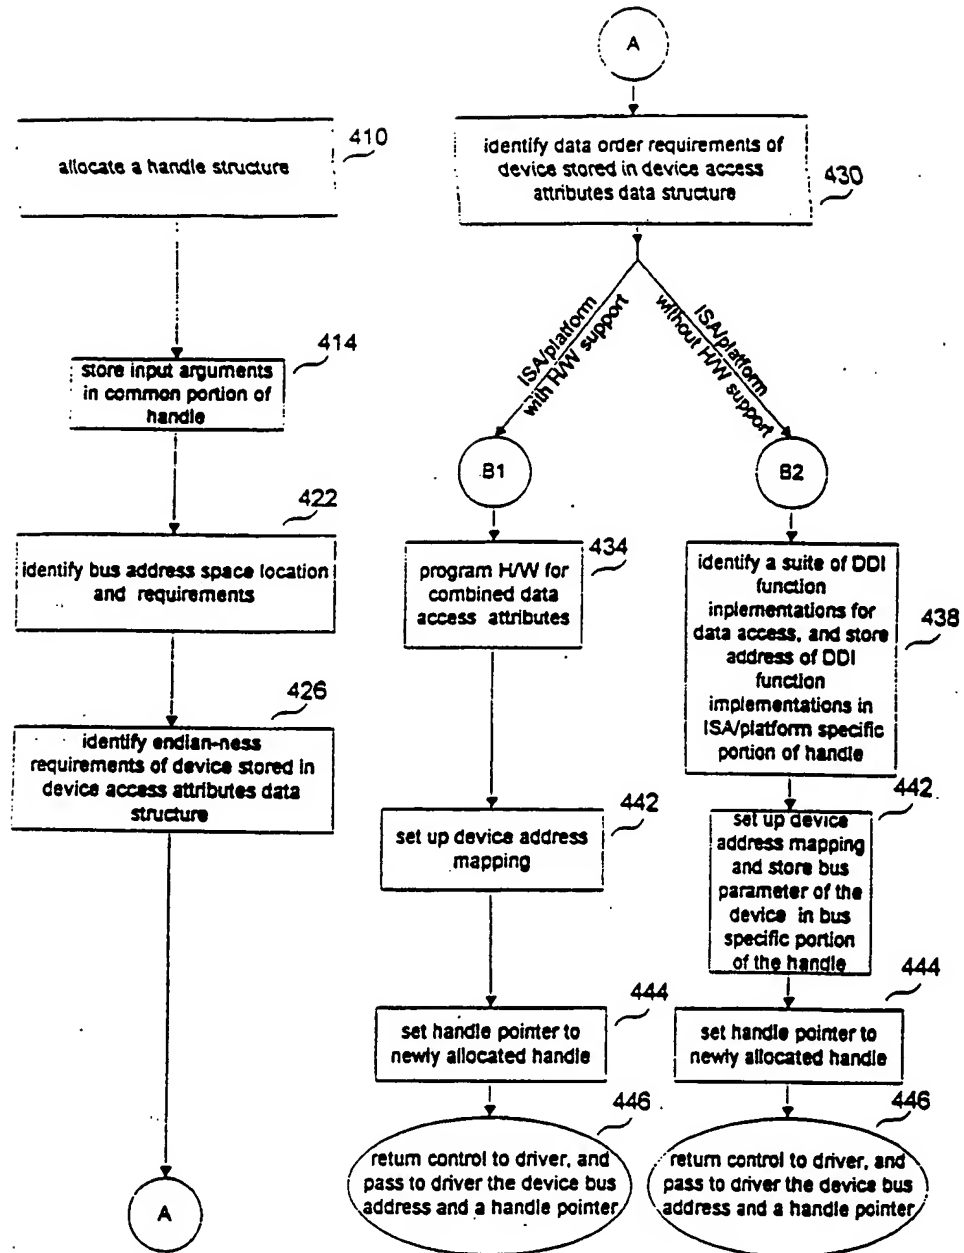 410
allocate a handle structure
414
store input arguments
in common portion of
handle
422
identify bus address space location
and requirements
426
identify endian-ness
requirements of device stored in
device access attributes data
structure
A
A
identify data order requirements of
device stored in device access
attributes data structure
430
ISA/platform
with H/W support
ISA/platform
without H/W support
B1
B2
434
program H/W for
combined data
access attributes
442
set up device address
mapping
444
set handle pointer to
newly allocated handle
446
return control to driver, and
pass to driver the device bus
address and a handle pointer
identify a suite of DDI
function
inplementations for
data access, and store
address of DDI
function
implementations in
ISA/platform specific
portion of handle
438
442
set up device
address mapping
and store bus
parameter of the
device in bus
specific portion
of the handle
444
set handle pointer to
newly allocated handle
446
return control to driver, and
pass to driver the device bus
address and a handle pointer